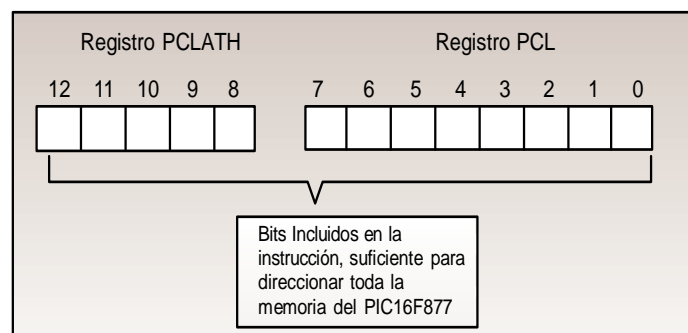 Registro PCLATH Registro PCL
12 11 10 9 8 7 6 5 4 3 2 1 0
Bits Incluidos en la
instrucción, suficiente para
direccionar toda la
memoria del PIC16F877